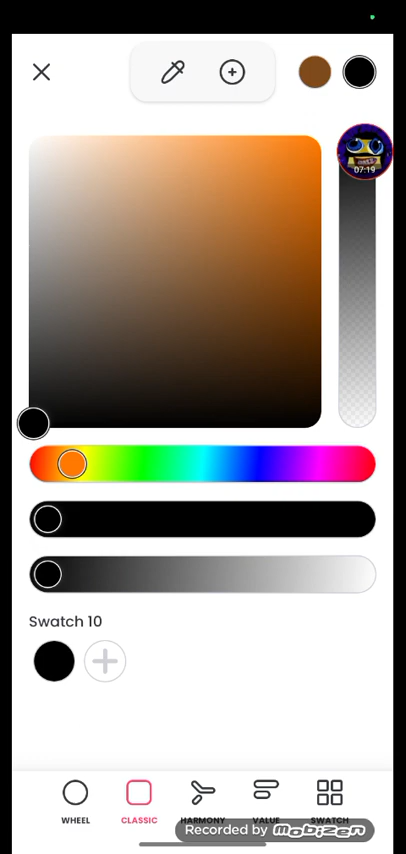 07:19
Swatch 10
WHEEL
CLASSIC
HARMONY
VALUE
SWATCH
Recorded by mobizen